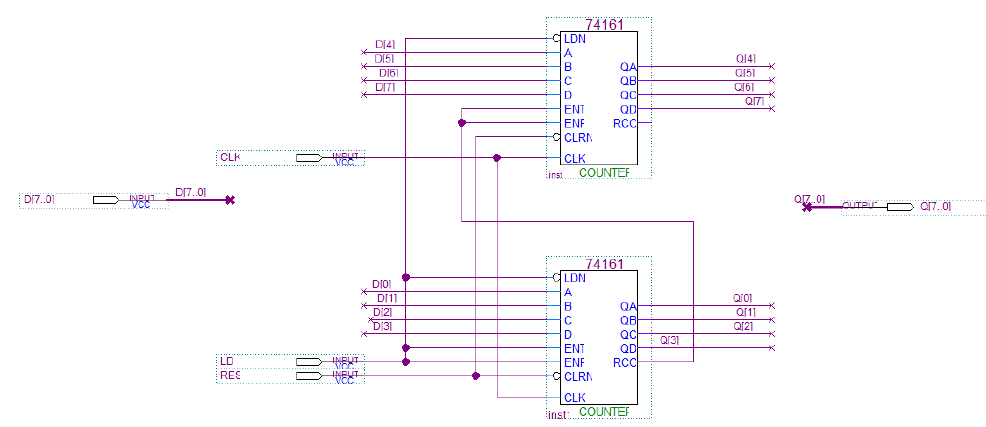 74161
LDN
D[4]
A
D[5]
B
QA
Q[4]
D[6]
C
QB
Q[5]
D[7]
D
QC
Q[6]
ENT
QD
Q[7]
ENF
RCC
CLRN
CLK
INPUT
VCC
CLK
inst
COUNTER
D[7..0]
INPUT
VCC
D[7..0]
Q[7..0]
OUTPUT
Q[7..0]
74161
LDN
D[0]
A
D[1]
B
QA
Q[0]
D[2]
C
QB
Q[1]
D[3]
D
QC
Q[2]
ENT
QD
Q[3]
LD
INPUT
VCC
ENF
RCC
RES
INPUT
VCC
CLRN
CLK
inst
COUNTER